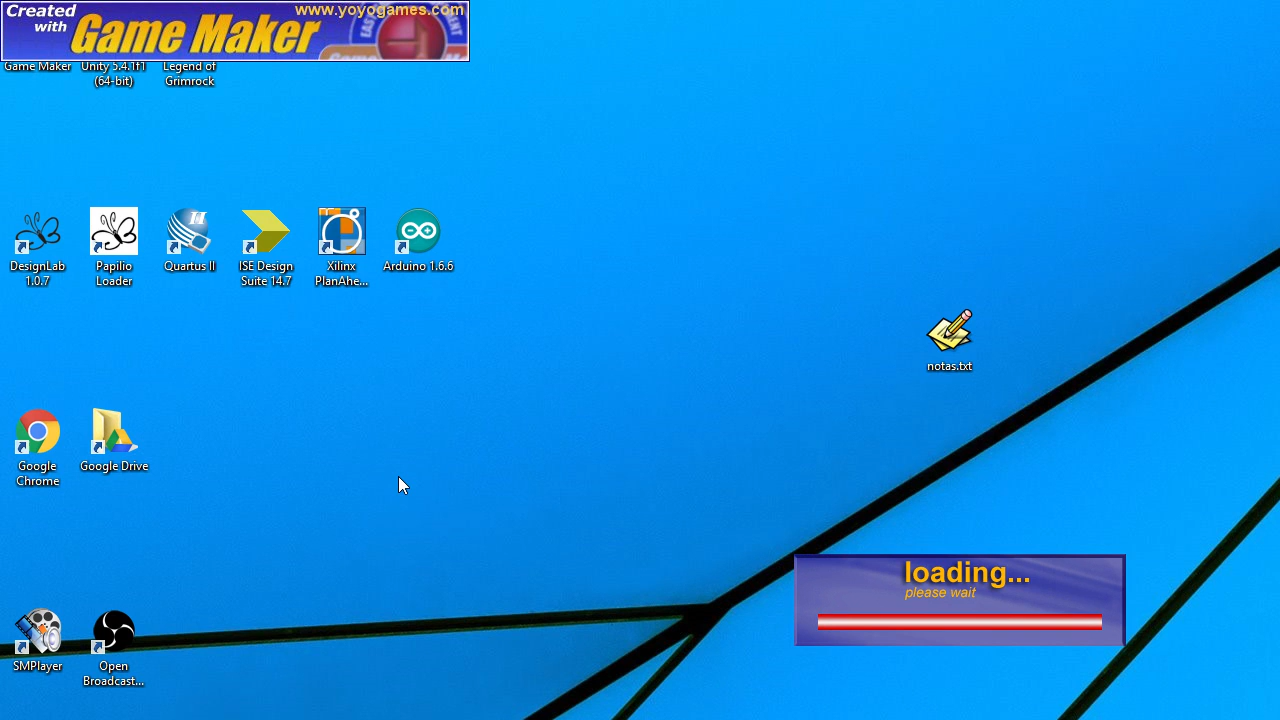 Created
with
Game Maker
www.yoyogames.com
Game Maker
Unity 5.4.1f1
(64-bit)
Legend of
Grimrock
DesignLab
1.0.7
Papilio
Loader
Quartus II
ISE Design
Suite 14.7
Xilinx
PlanAhe...
Arduino 1.6.6
notas.txt
Google
Chrome
Google Drive
loading...
please wait
SMPlayer
Open
Broadcast...